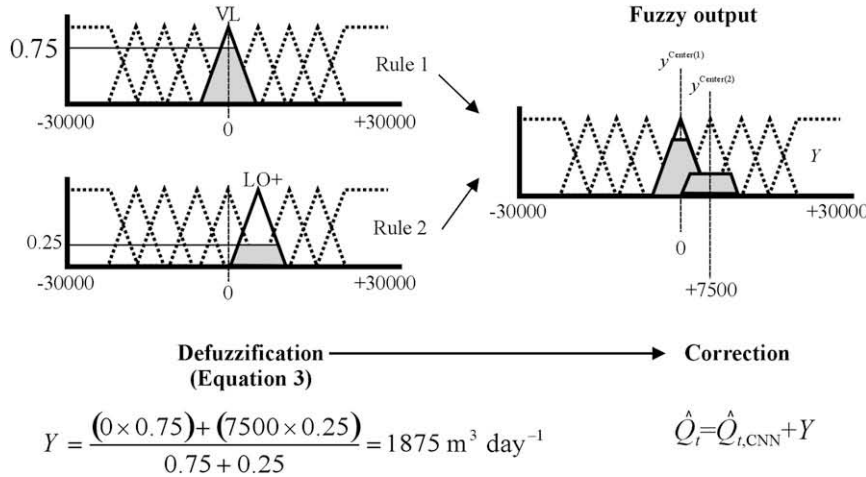 VL
0.75
Rule 1
-30000
0
+30000
LO+
0.25
Rule 2
-30000
0
+30000
Fuzzy output
y^Center(1)
y^Center(2)
Y
-30000
+30000
0
+7500
Defuzzification
(Equation 3)
Correction
Y = ((0 × 0.75) + (7500 × 0.25)) / (0.75 + 0.25) = 1875 m³ day⁻¹
Q̂_t=Q̂_t,CNN+Y